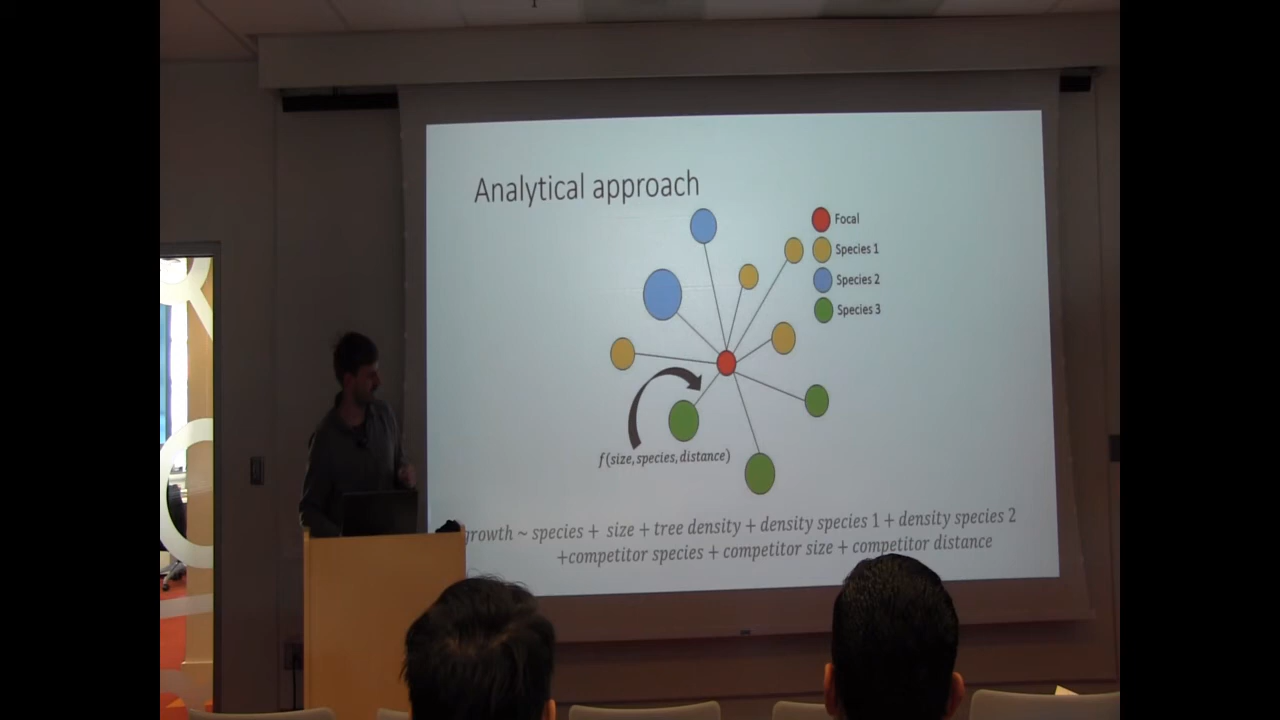 Analytical approach
Focal
Species 1
Species 2
Species 3
f(size, species, distance)
growth ~ species + size + tree density + density species 1 + density species 2
+competitor species + competitor size + competitor distance